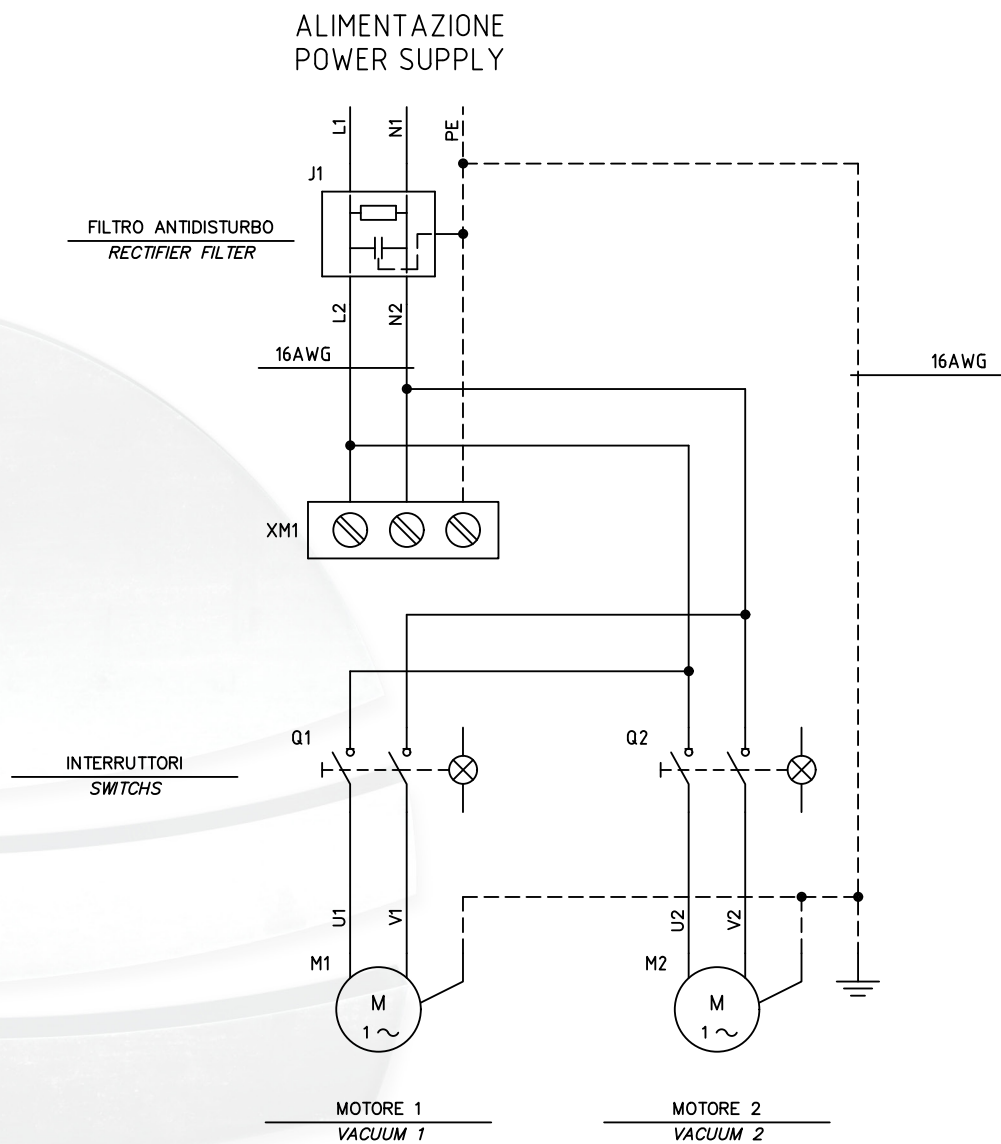 ALIMENTAZIONE
POWER SUPPLY
L1
N1
PE
J1
FILTRO ANTIDISTURBO
RECTIFIER FILTER
L2
N2
16AWG
16AWG
XM1
Q1
Q2
INTERRUTTORI
SWITCHS
U1
V1
U2
V2
M1
M2
M
1~
M
1~
MOTORE 1
VACUUM 1
MOTORE 2
VACUUM 2